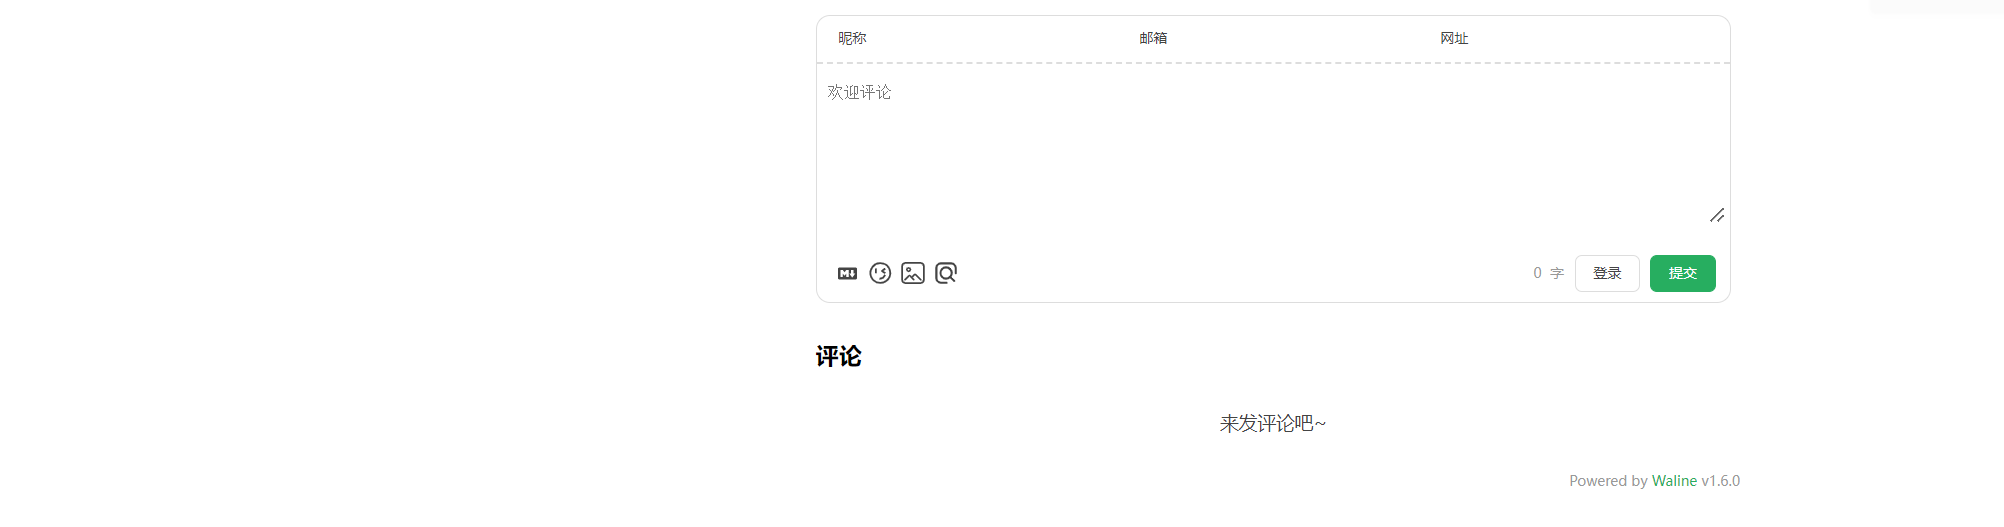 昵称 邮箱 网址
欢迎评论
M↓ 0 字 登录 提交
评论
来发评论吧~
Powered by Waline v1.6.0